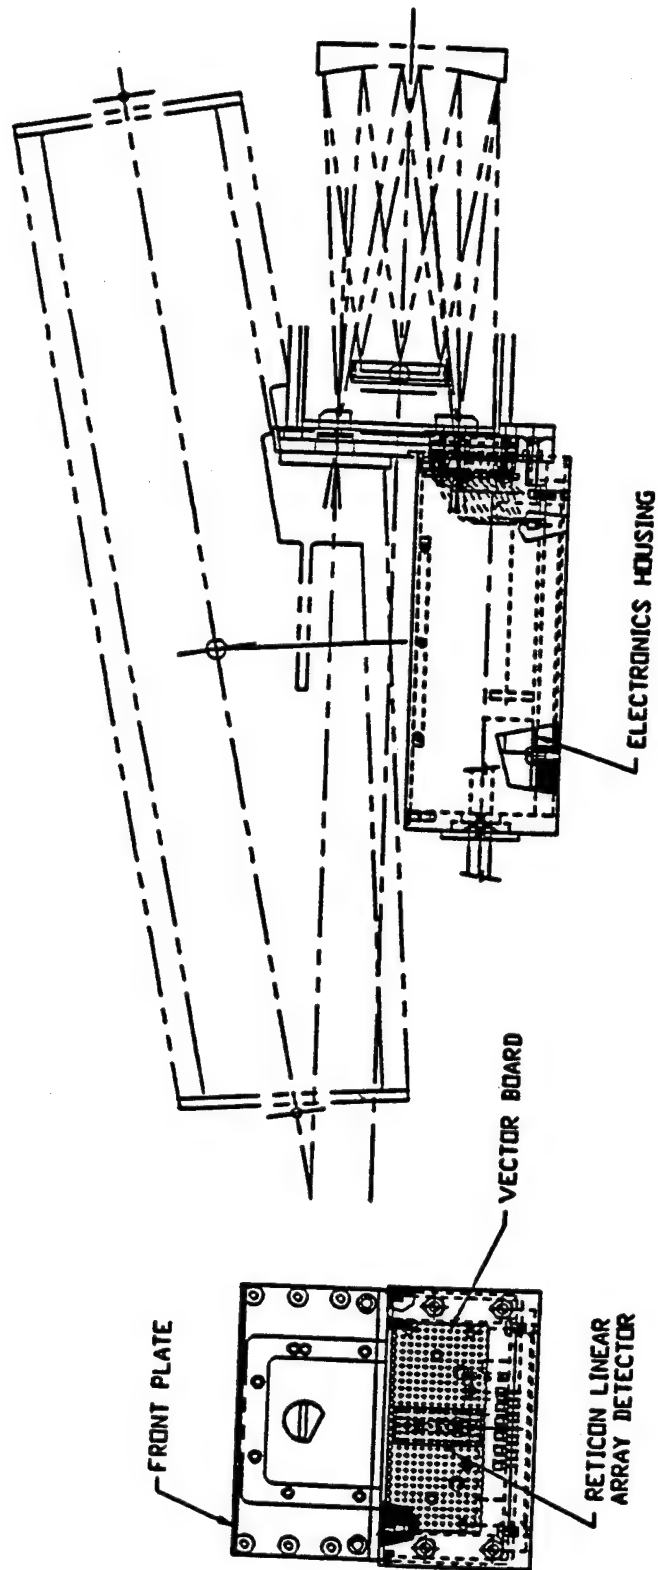 FRONT PLATE
VECTOR BOARD
RETICON LINEAR
ARRAY DETECTOR
ELECTRONICS HOUSING